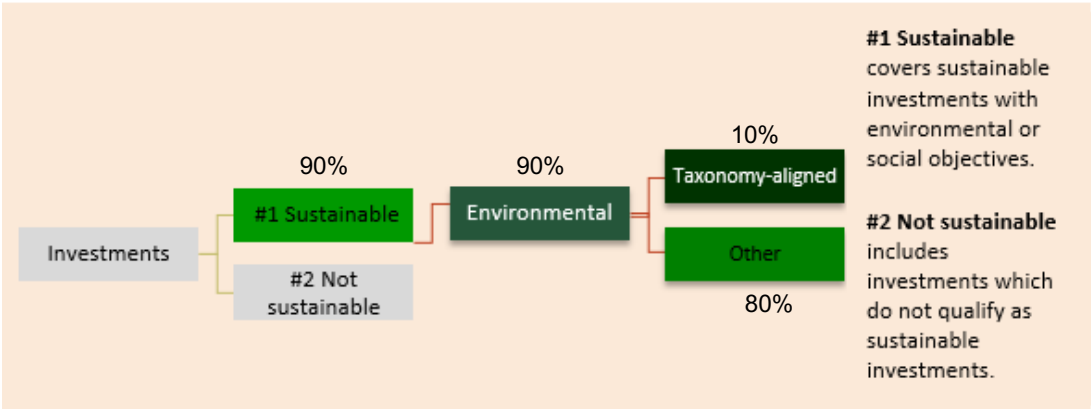 #1 Sustainable
covers sustainable
investments with
environmental or
social objectives.
10%
90%
90%
Taxonomy-aligned
#1 Sustainable
Environmental
#2 Not sustainable
includes
investments which
do not qualify as
sustainable
investments.
Investments
Other
#2 Not
sustainable
80%